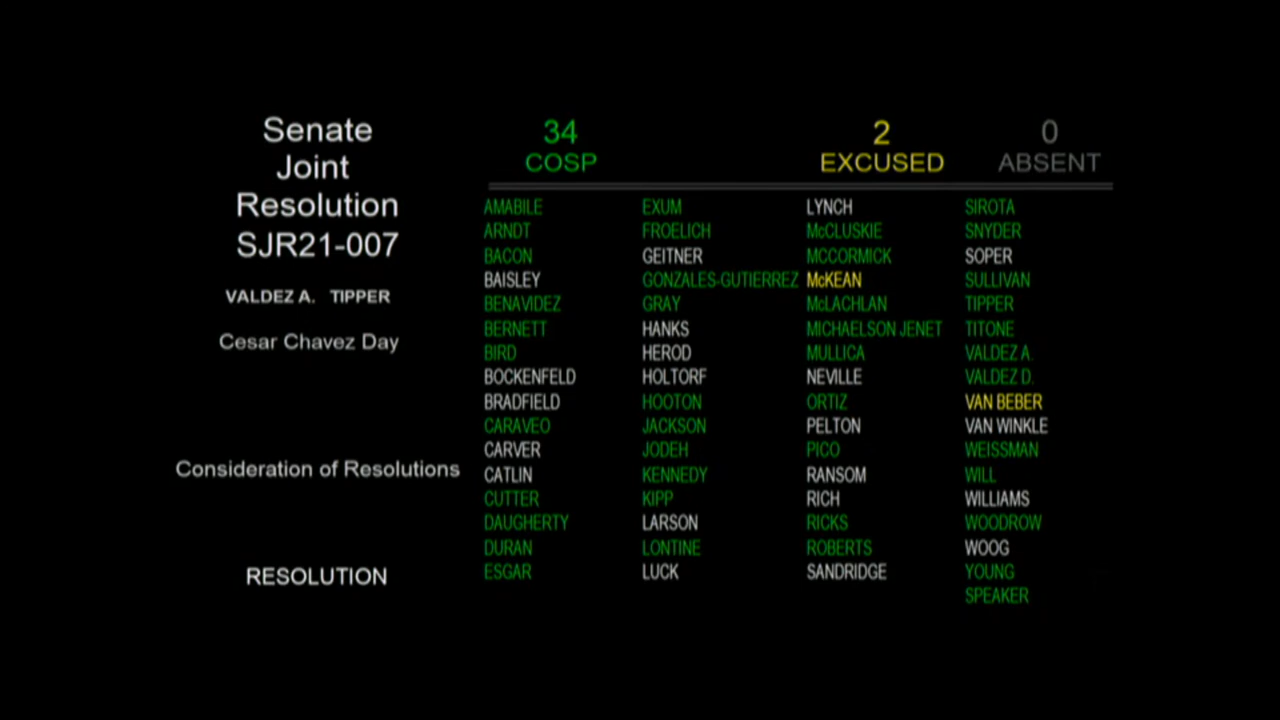 Senate
Joint
Resolution
SJR21-007
VALDEZ A. TIPPER
Cesar Chavez Day
Consideration of Resolutions
RESOLUTION
34 2 0
COSP EXCUSED ABSENT
AMABILE EXUM LYNCH SIROTA
ARNDT FROELICH McCLUSKIE SNYDER
BACON GEITNER MCCORMICK SOPER
BAISLEY GONZALES-GUTIERREZ McKEAN SULLIVAN
BENAVIDEZ GRAY McLACHLAN TIPPER
BERNETT HANKS MICHAELSON JENET TITONE
BIRD HEROD MULLICA VALDEZ A.
BOCKENFELD HOLTORF NEVILLE VALDEZ D.
BRADFIELD HOOTON ORTIZ VAN BEBER
CARAVEO JACKSON PELTON VAN WINKLE
CARVER JODEH PICO WEISSMAN
CATLIN KENNEDY RANSOM WILL
CUTTER KIPP RICH WILLIAMS
DAUGHERTY LARSON RICKS WOODROW
DURAN LONTINE ROBERTS WOOG
ESGAR LUCK SANDRIDGE YOUNG
SPEAKER